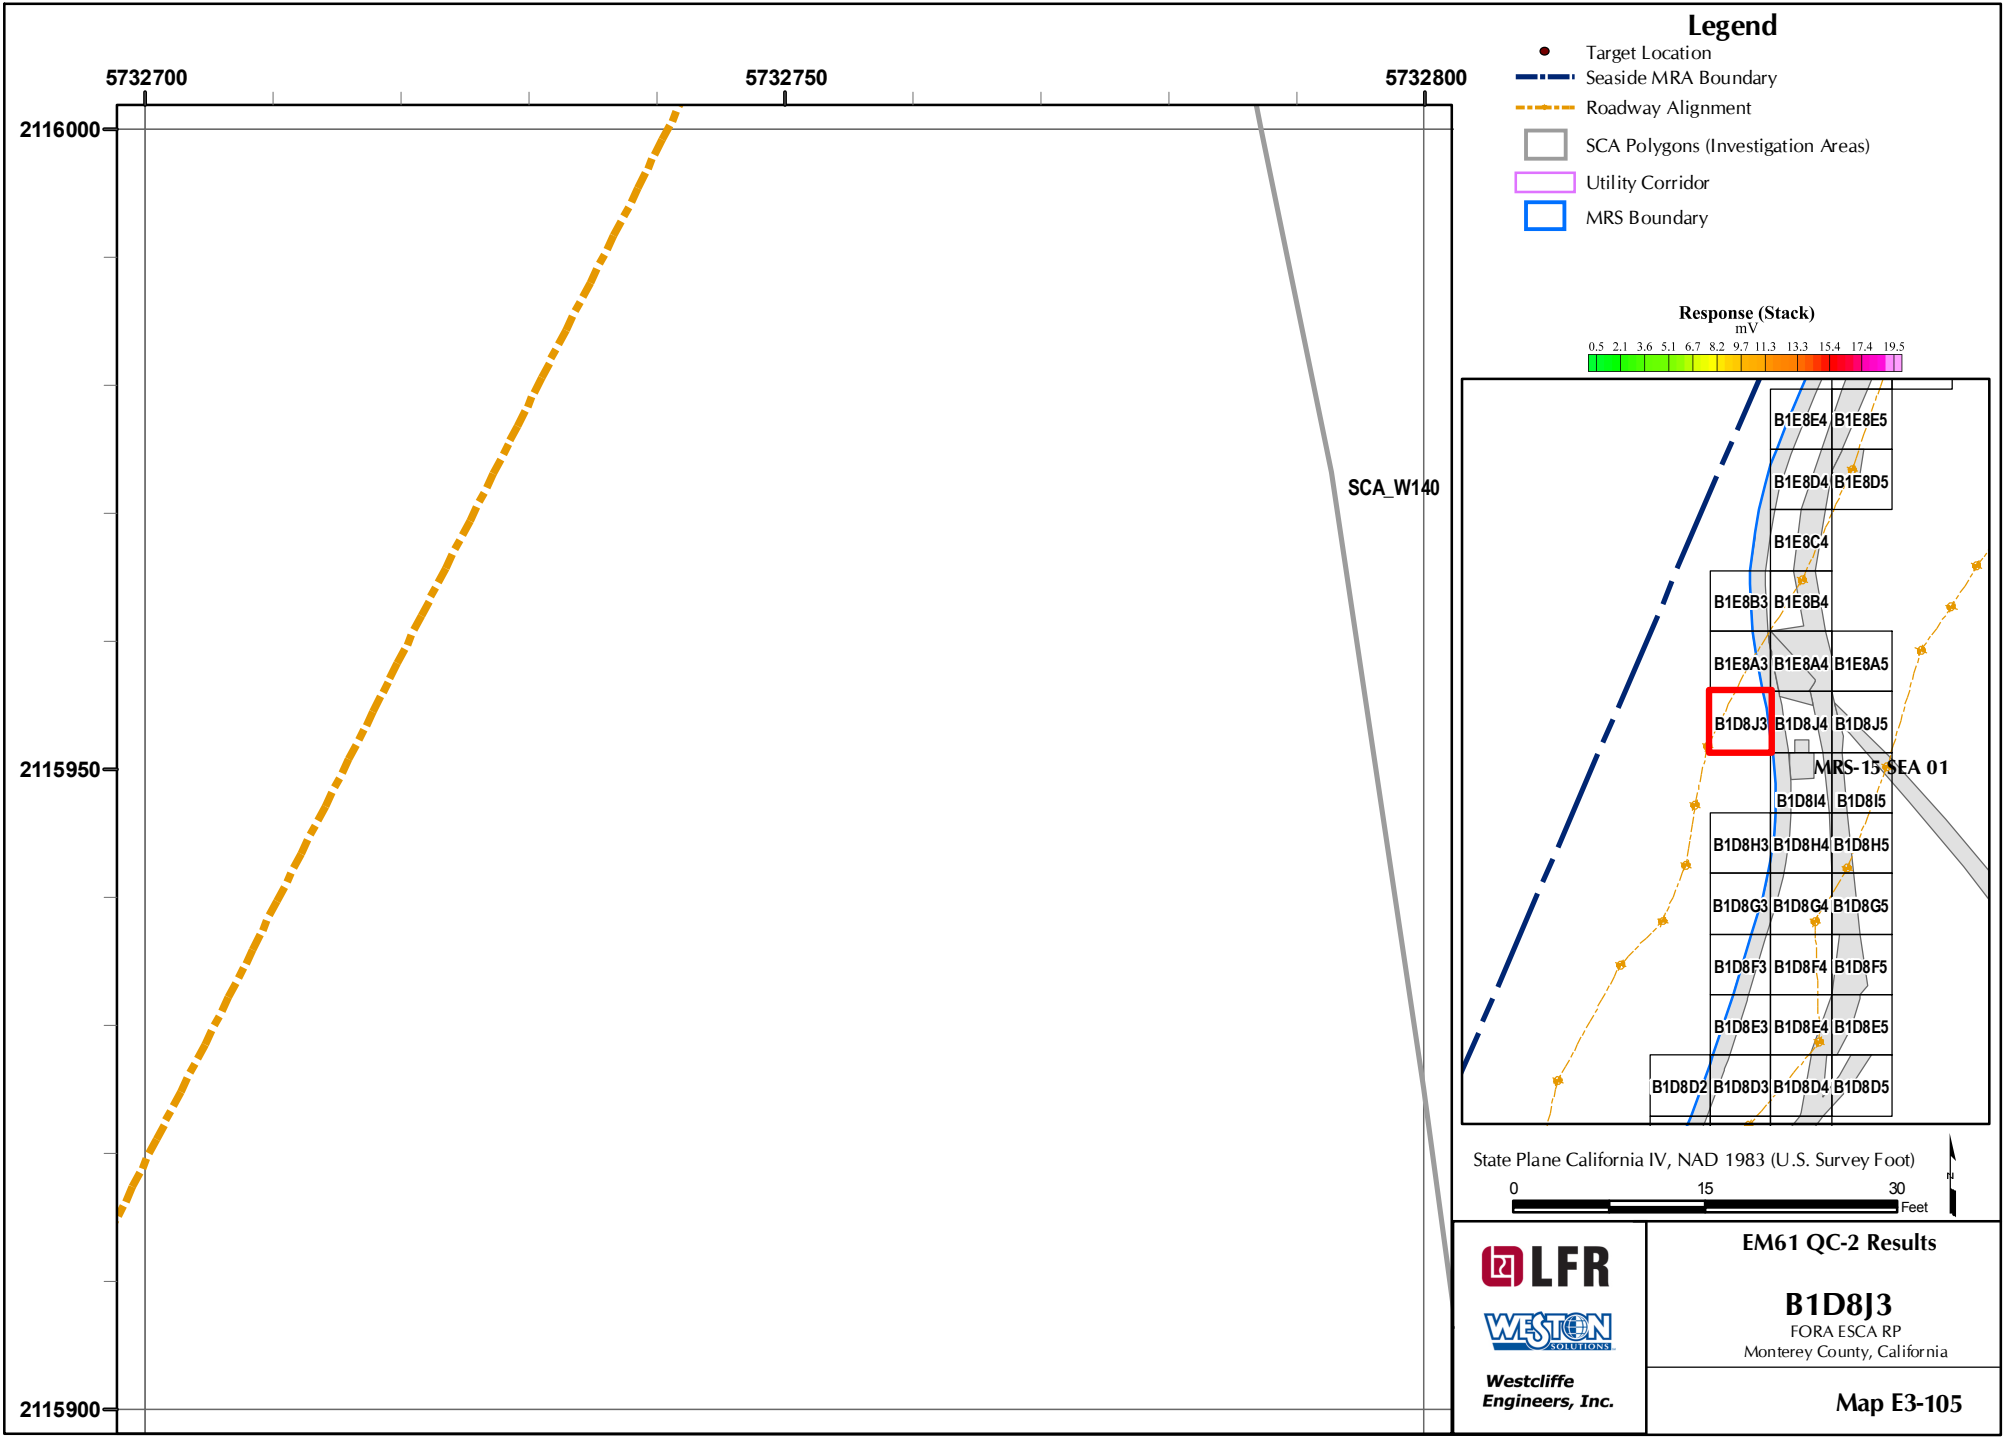 5732700 5732750 5732800
2116000
2115950
2115900
SCA_W140
Legend
Target Location
Seaside MRA Boundary
Roadway Alignment
SCA Polygons (Investigation Areas)
Utility Corridor
MRS Boundary
Response (Stack)
mV
0.5 2.1 3.6 5.1 6.7 8.2 9.7 11.3 13.3 15.4 17.4 19.5
B1E8E4 B1E8E5
B1E8D4 B1E8D5
B1E8C4
B1E8B3 B1E8B4
B1E8A3 B1E8A4 B1E8A5
B1D8J3 B1D8J4 B1D8J5
MRS-15 SEA 01
B1D8I4 B1D8I5
B1D8H3 B1D8H4 B1D8H5
B1D8G3 B1D8G4 B1D8G5
B1D8F3 B1D8F4 B1D8F5
B1D8E3 B1D8E4 B1D8E5
B1D8D2 B1D8D3 B1D8D4 B1D8D5
State Plane California IV, NAD 1983 (U.S. Survey Foot)
0 15 30
Feet
N
LFR
WESTON
SOLUTIONS
Westcliffe
Engineers, Inc.
EM61 QC-2 Results
B1D8J3
FORA ESCA RP
Monterey County, California
Map E3-105